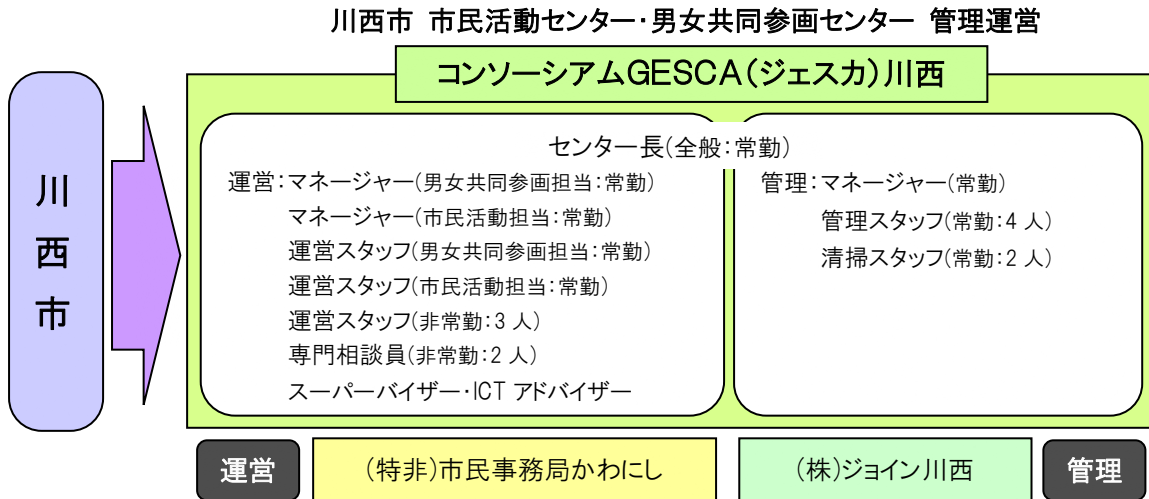 川西市 市民活動センター・男女共同参画センター 管理運営
コンソーシアムGESCA(ジェスカ)川西
川西市
センター長(全般:常勤)
運営:マネージャー(男女共同参画担当:常勤)
マネージャー(市民活動担当:常勤)
運営スタッフ(男女共同参画担当:常勤)
運営スタッフ(市民活動担当:常勤)
運営スタッフ(非常勤:3 人)
専門相談員(非常勤:2 人)
スーパーバイザー・ICT アドバイザー
管理:マネージャー(常勤)
管理スタッフ(常勤:4 人)
清掃スタッフ(常勤:2 人)
運営
(特非)市民事務局かわにし
(株)ジョイン川西
管理